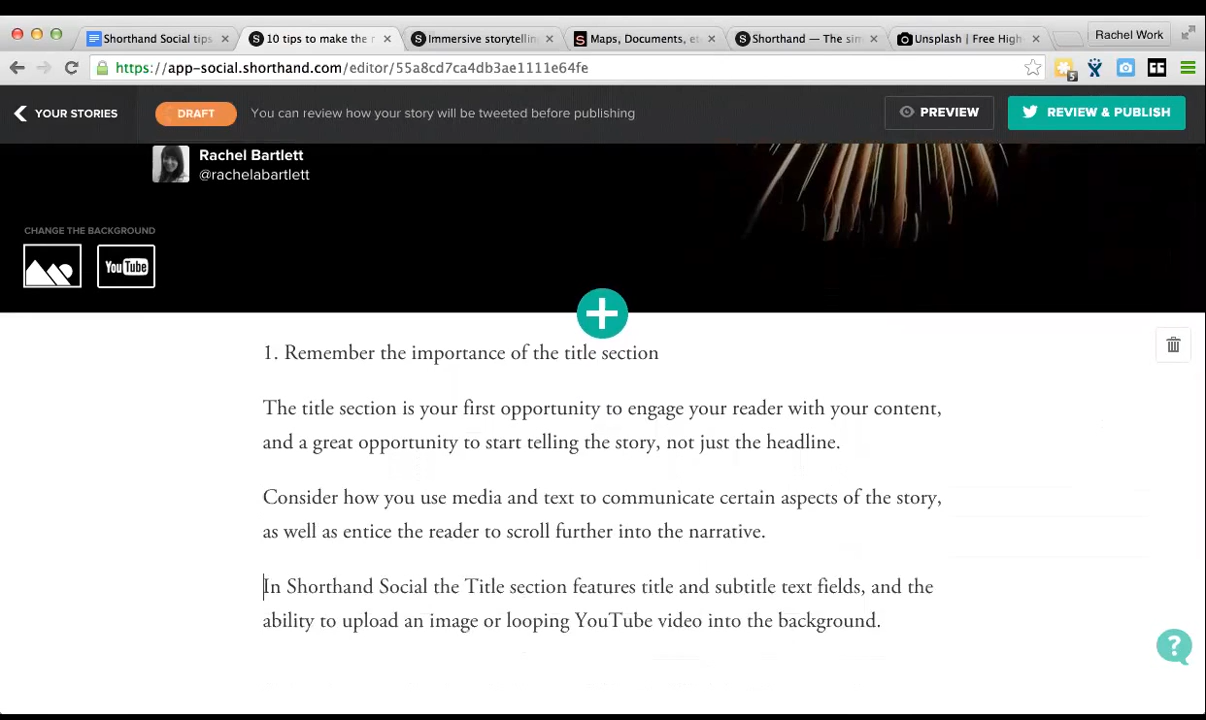 Shorthand Social tips
10 tips to make the r
Immersive storytellin
Maps, Documents, et
Shorthand — The sim
Unsplash | Free High
Rachel Work
https://app-social.shorthand.com/editor/55a8cd7ca4db3ae1111e64fe
5
YOUR STORIES
DRAFT
You can review how your story will be tweeted before publishing
PREVIEW
REVIEW & PUBLISH
Rachel Bartlett
@rachelabartlett
CHANGE THE BACKGROUND
YouTube
1. Remember the importance of the title section
The title section is your first opportunity to engage your reader with your content,
and a great opportunity to start telling the story, not just the headline.
Consider how you use media and text to communicate certain aspects of the story,
as well as entice the reader to scroll further into the narrative.
In Shorthand Social the Title section features title and subtitle text fields, and the
ability to upload an image or looping YouTube video into the background.
?